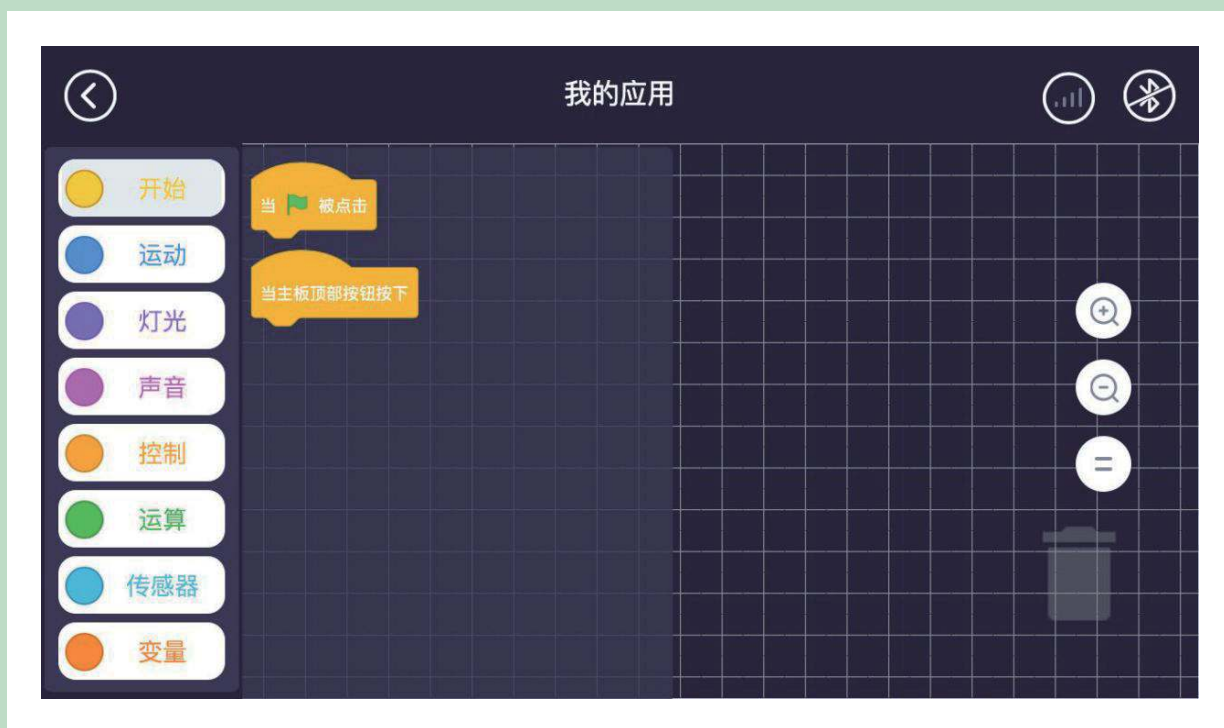 我的应用
开始
运动
灯光
声音
控制
运算
传感器
变量
当 被点击
当主板顶部按钮按下